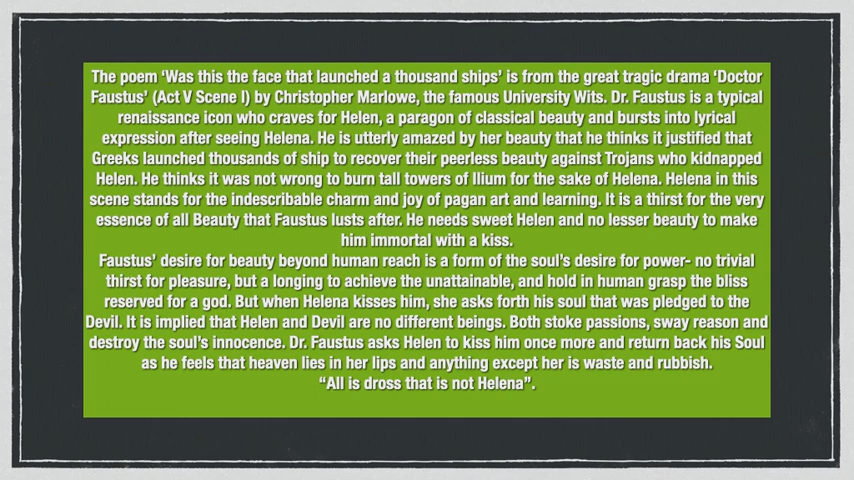 The poem ‘Was this the face that launched a thousand ships’ is from the great tragic drama ‘Doctor
Faustus’ (Act V Scene I) by Christopher Marlowe, the famous University Wits. Dr. Faustus is a typical
renaissance icon who craves for Helen, a paragon of classical beauty and bursts into lyrical
expression after seeing Helena. He is utterly amazed by her beauty that he thinks it justified that
Greeks launched thousands of ship to recover their peerless beauty against Trojans who kidnapped
Helen. He thinks it was not wrong to burn tall towers of Ilium for the sake of Helena. Helena in this
scene stands for the indescribable charm and joy of pagan art and learning. It is a thirst for the very
essence of all Beauty that Faustus lusts after. He needs sweet Helen and no lesser beauty to make
him immortal with a kiss.
Faustus’ desire for beauty beyond human reach is a form of the soul’s desire for power- no trivial
thirst for pleasure, but a longing to achieve the unattainable, and hold in human grasp the bliss
reserved for a god. But when Helena kisses him, she asks forth his soul that was pledged to the
Devil. It is implied that Helen and Devil are no different beings. Both stoke passions, sway reason and
destroy the soul’s innocence. Dr. Faustus asks Helen to kiss him once more and return back his Soul
as he feels that heaven lies in her lips and anything except her is waste and rubbish.
“All is dross that is not Helena”.